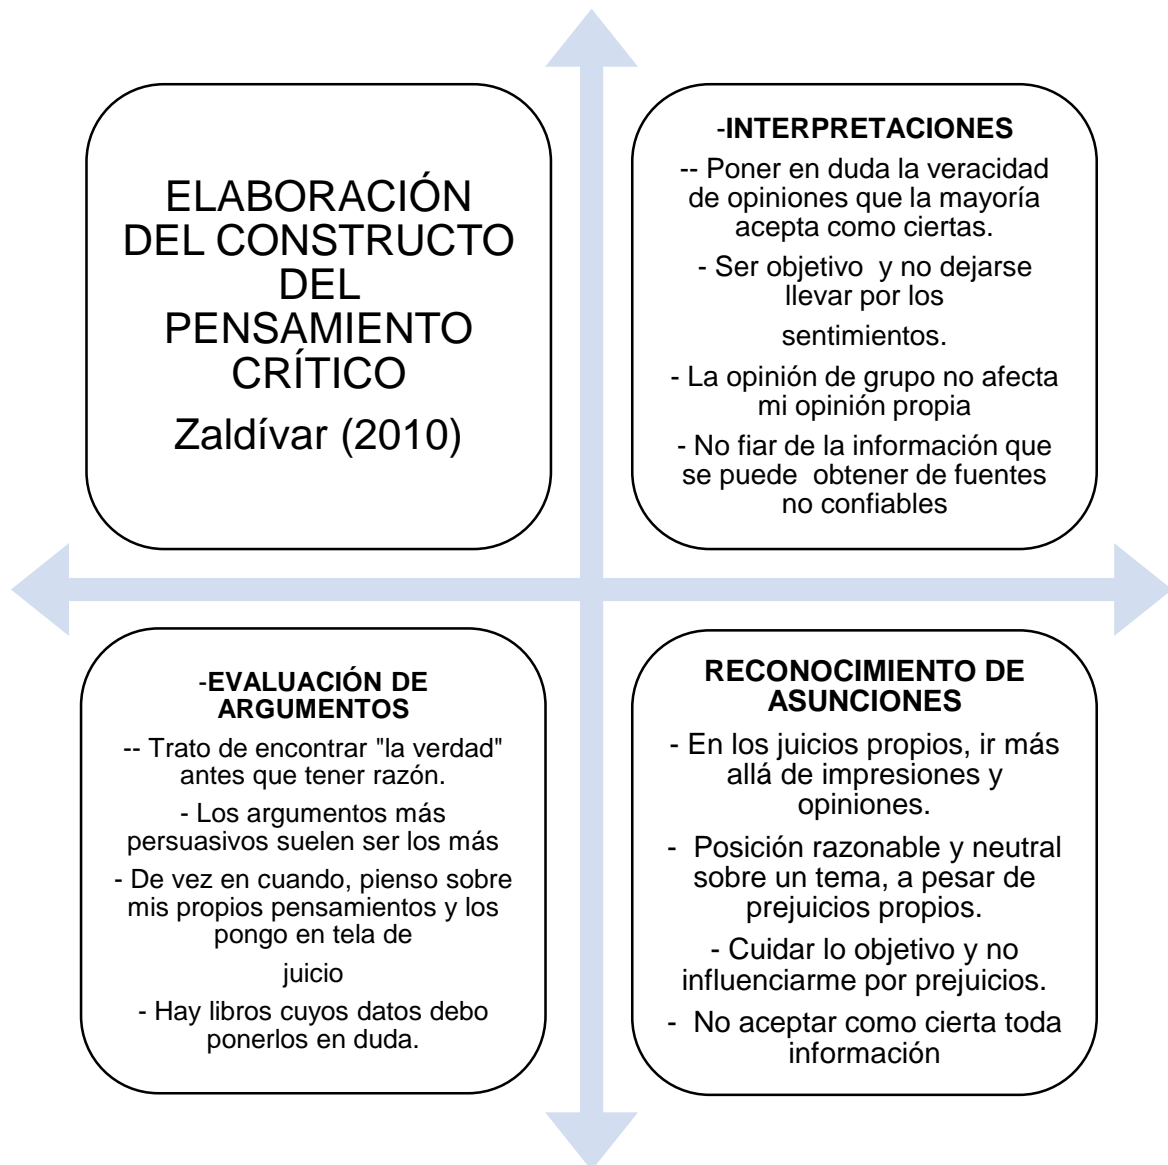 ELABORACIÓN
DEL CONSTRUCTO
DEL
PENSAMIENTO
CRÍTICO
Zaldívar (2010)
-INTERPRETACIONES
-- Poner en duda la veracidad
de opiniones que la mayoría
acepta como ciertas.
- Ser objetivo  y no dejarse
llevar por los
sentimientos.
- La opinión de grupo no afecta
mi opinión propia
- No fiar de la información que
se puede  obtener de fuentes
no confiables
-EVALUACIÓN DE
ARGUMENTOS
-- Trato de encontrar "la verdad"
antes que tener razón.
- Los argumentos más
persuasivos suelen ser los más
- De vez en cuando, pienso sobre
mis propios pensamientos y los
pongo en tela de
juicio
- Hay libros cuyos datos debo
ponerlos en duda.
RECONOCIMIENTO DE
ASUNCIONES
- En los juicios propios, ir más
allá de impresiones y
opiniones.
-  Posición razonable y neutral
sobre un tema, a pesar de
prejuicios propios.
- Cuidar lo objetivo y no
influenciarme por prejuicios.
-  No aceptar como cierta toda
información